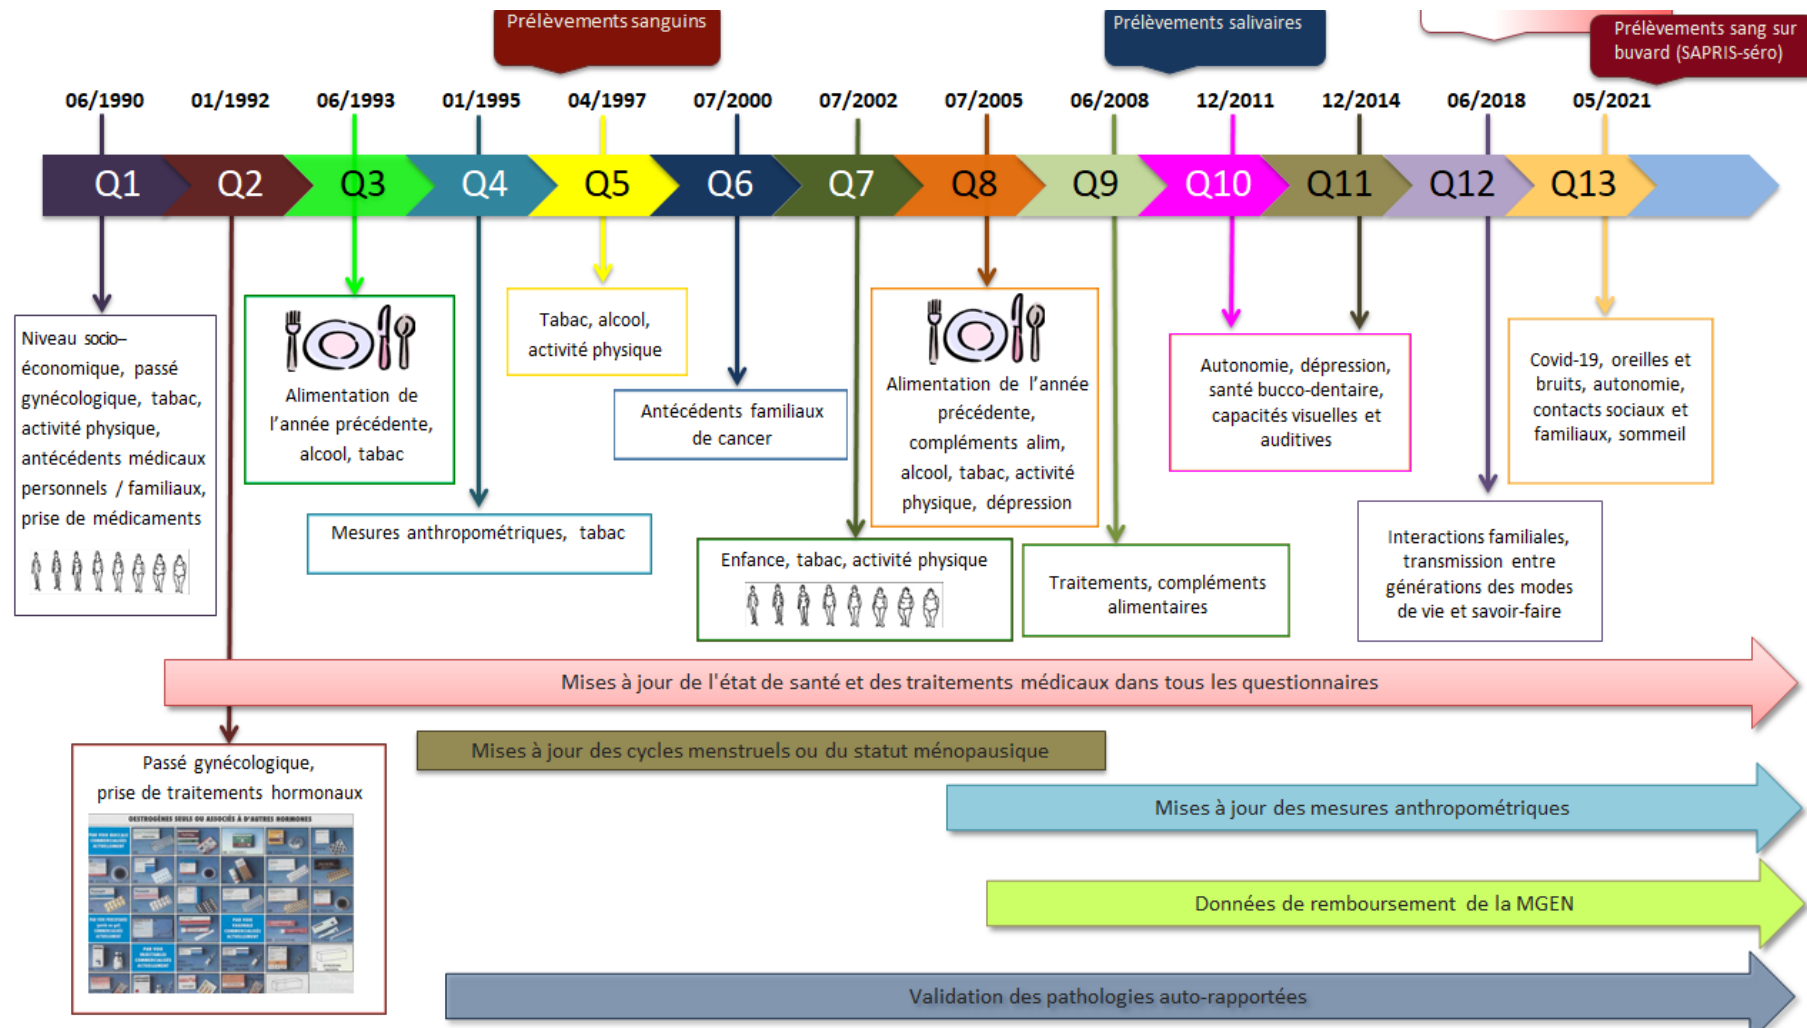 Prélèvements sanguins
Prélèvements salivaires
Prélèvements sang sur
buvard (SAPRIS-séro)
06/1990
01/1992
06/1993
01/1995
04/1997
07/2000
07/2002
07/2005
06/2008
12/2011
12/2014
06/2018
05/2021
Q1
Q2
Q3
Q4
Q5
Q6
Q7
Q8
Q9
Q10
Q11
Q12
Q13
Niveau socio–
économique, passé
gynécologique, tabac,
activité physique,
antécédents médicaux
personnels / familiaux,
prise de médicaments
Alimentation de
l’année précédente,
alcool, tabac
Mesures anthropométriques, tabac
Tabac, alcool,
activité physique
Antécédents familiaux
de cancer
Enfance, tabac, activité physique
Alimentation de l’année
précédente,
compléments alim,
alcool, tabac, activité
physique, dépression
Traitements, compléments
alimentaires
Autonomie, dépression,
santé bucco-dentaire,
capacités visuelles et
auditives
Interactions familiales,
transmission entre
générations des modes
de vie et savoir-faire
Covid-19, oreilles et
bruits, autonomie,
contacts sociaux et
familiaux, sommeil
Mises à jour de l'état de santé et des traitements médicaux dans tous les questionnaires
Mises à jour des cycles menstruels ou du statut ménopausique
Mises à jour des mesures anthropométriques
Données de remboursement de la MGEN
Validation des pathologies auto-rapportées
Passé gynécologique,
prise de traitements hormonaux
OESTROGÈNES SEULS OU ASSOCIÉS À D'AUTRES HORMONES